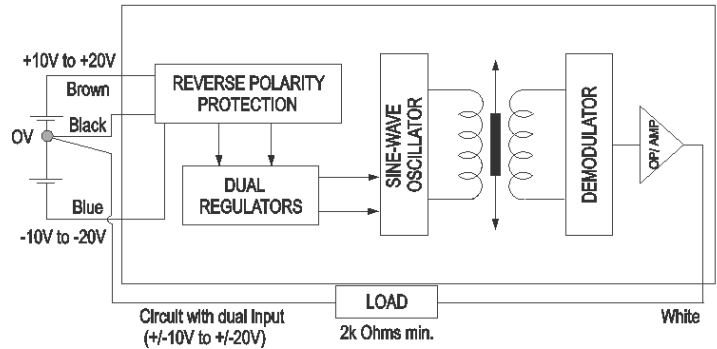 +10V to +20V
Brown
Black
0V
Blue
-10V to -20V
REVERSE POLARITY
PROTECTION
DUAL
REGULATORS
SINE-WAVE
OSCILLATOR
DEMODULATOR
OP/ AMP
Circuit with dual Input
(+/-10V to +/-20V)
LOAD
2k Ohms min.
White